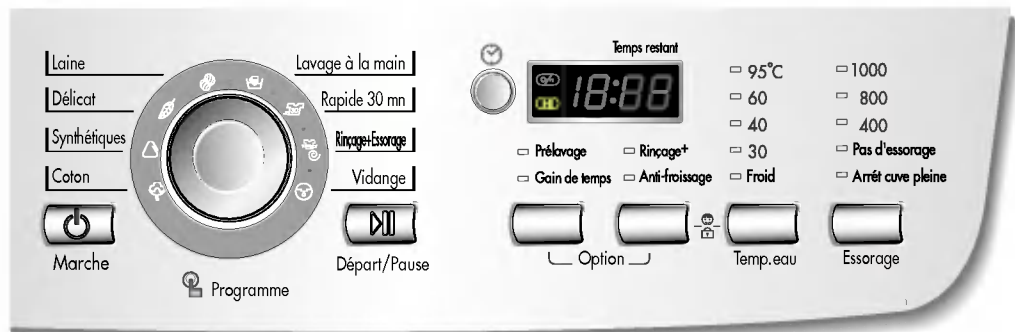 Laine
Délicat
Synthétiques
Coton
Marche
Programme
Lavage à la main
Rapide 30 mn
Rinçage+Essorage
Vidange
Départ/Pause
Temps restant
18:88
Prélavage
Gain de temps
Rinçage+
Anti-froissage
Option
95°C
60
40
30
Froid
Temp.eau
1000
800
400
Pas d'essorage
Arrêt cuve pleine
Essorage